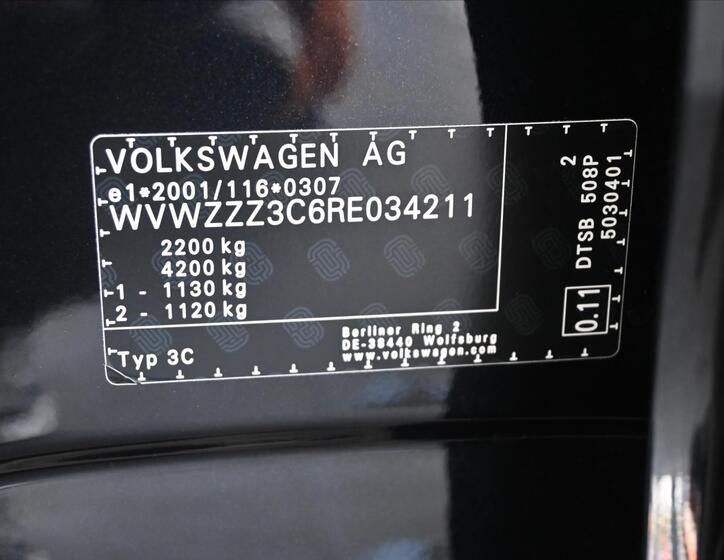 VOLKSWAGEN AG
e1*2001/116*0307
WVWZZZ3C6RE034211
2200 kg
4200 kg
1 - 1130 kg
2 - 1120 kg
Typ 3C
Berliner Ring 2
DE-38440 Wolfsburg
www.volkswagen.com
2
DTSB 508P
5030401
0.11